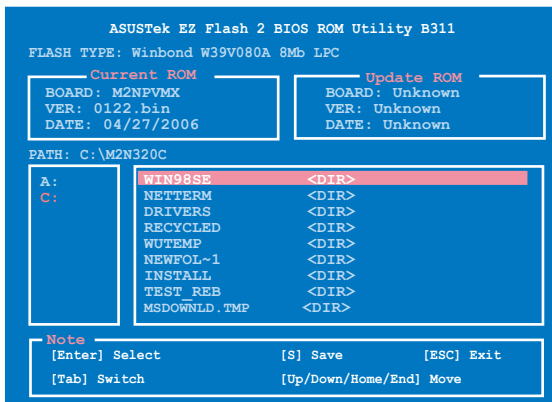 ASUSTek EZ Flash 2 BIOS ROM Utility B311
FLASH TYPE: Winbond W39V080A 8Mb LPC
Current ROM
BOARD: M2NPVMX
VER: 0122.bin
DATE: 04/27/2006
Update ROM
BOARD: Unknown
VER: Unknown
DATE: Unknown
PATH: C:\M2N320C
A:
C:
WIN98SE <DIR>
NETTERM <DIR>
DRIVERS <DIR>
RECYCLED <DIR>
WUTEMP <DIR>
NEWFOL~1 <DIR>
INSTALL <DIR>
TEST_REB <DIR>
MSDOWNLD.TMP <DIR>
Note
[Enter] Select [S] Save [ESC] Exit
[Tab] Switch [Up/Down/Home/End] Move